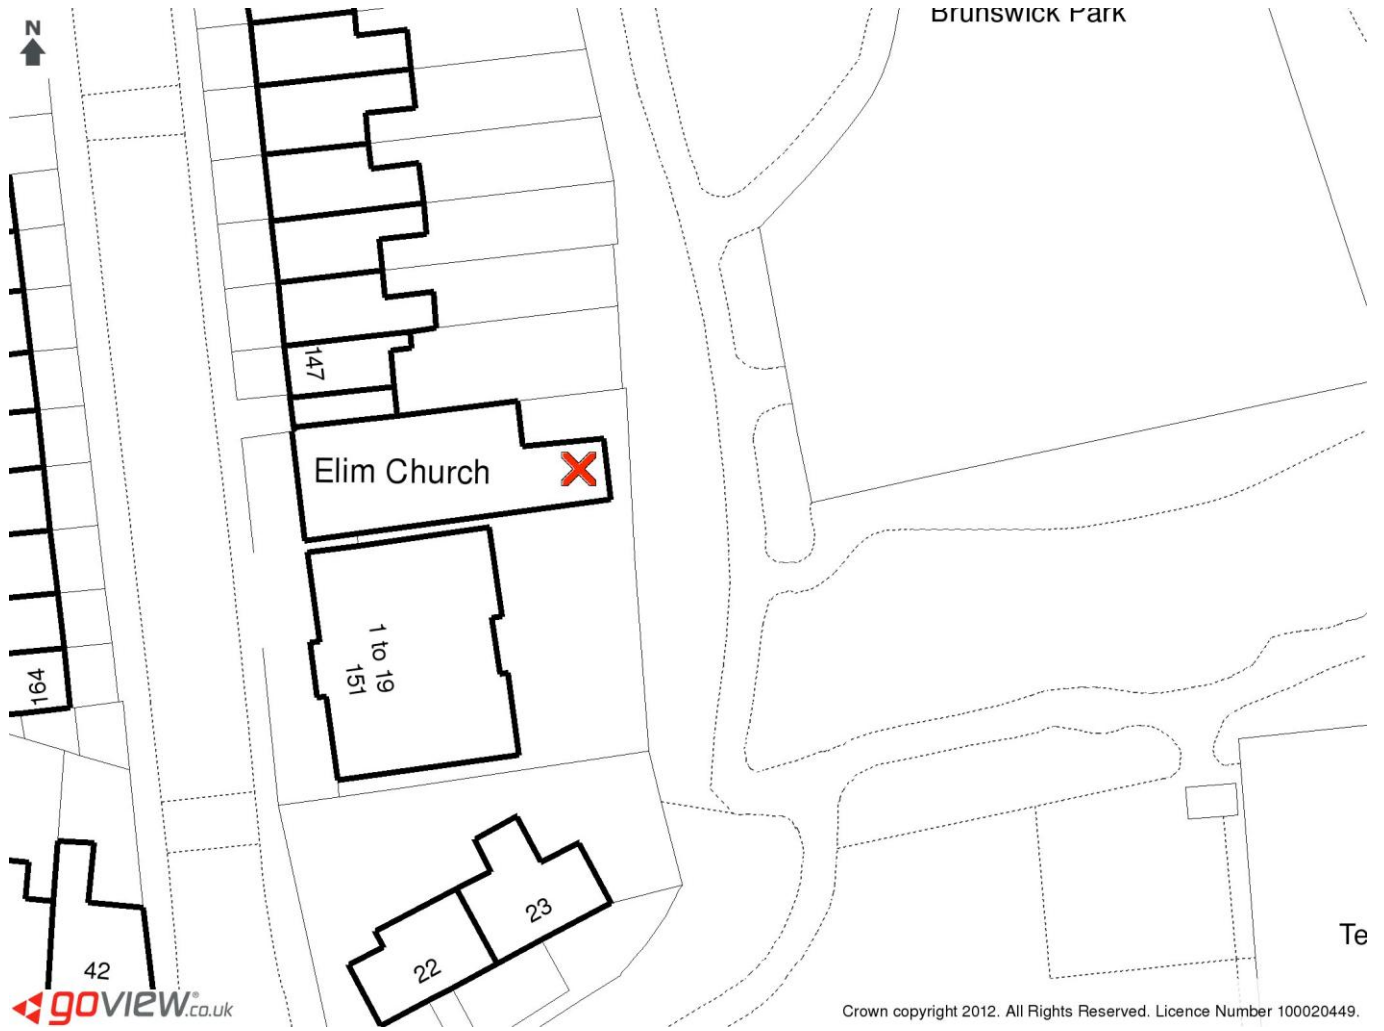 N
Brunswick Park
147
Elim Church
1 to 19
151
164
23
22
42
Te
goview.co.uk
Crown copyright 2012. All Rights Reserved. Licence Number 100020449.